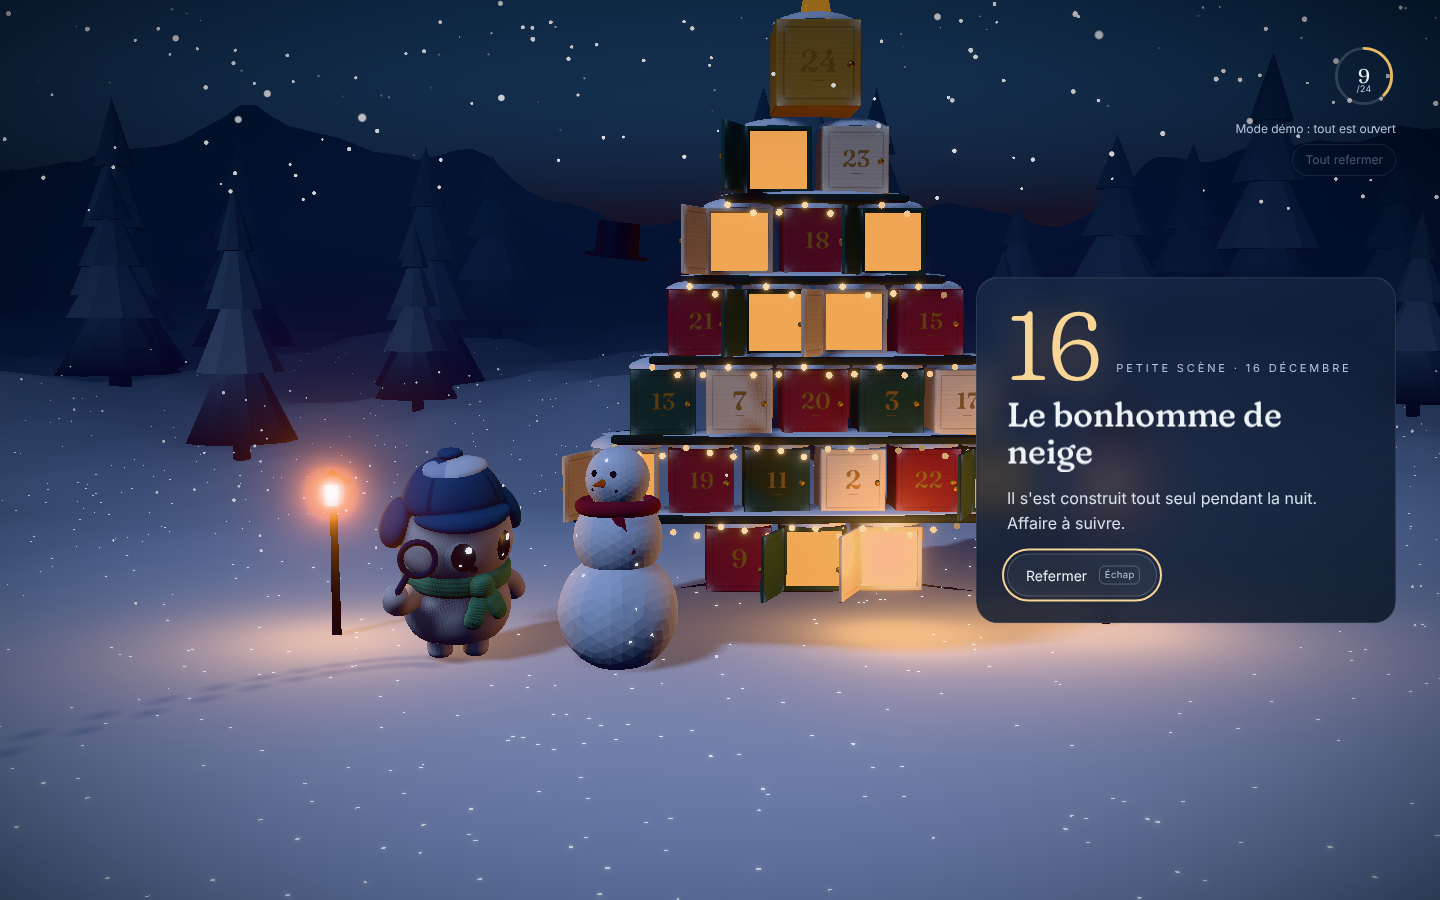 24
9
/24
Mode démo : tout est ouvert
Tout refermer
23
18
21
15
13
7
20
3
17
19
11
2
22
9
16
PETITE SCÈNE · 16 DÉCEMBRE
Le bonhomme de
neige
Il s'est construit tout seul pendant la nuit.
Affaire à suivre.
Refermer
Échap